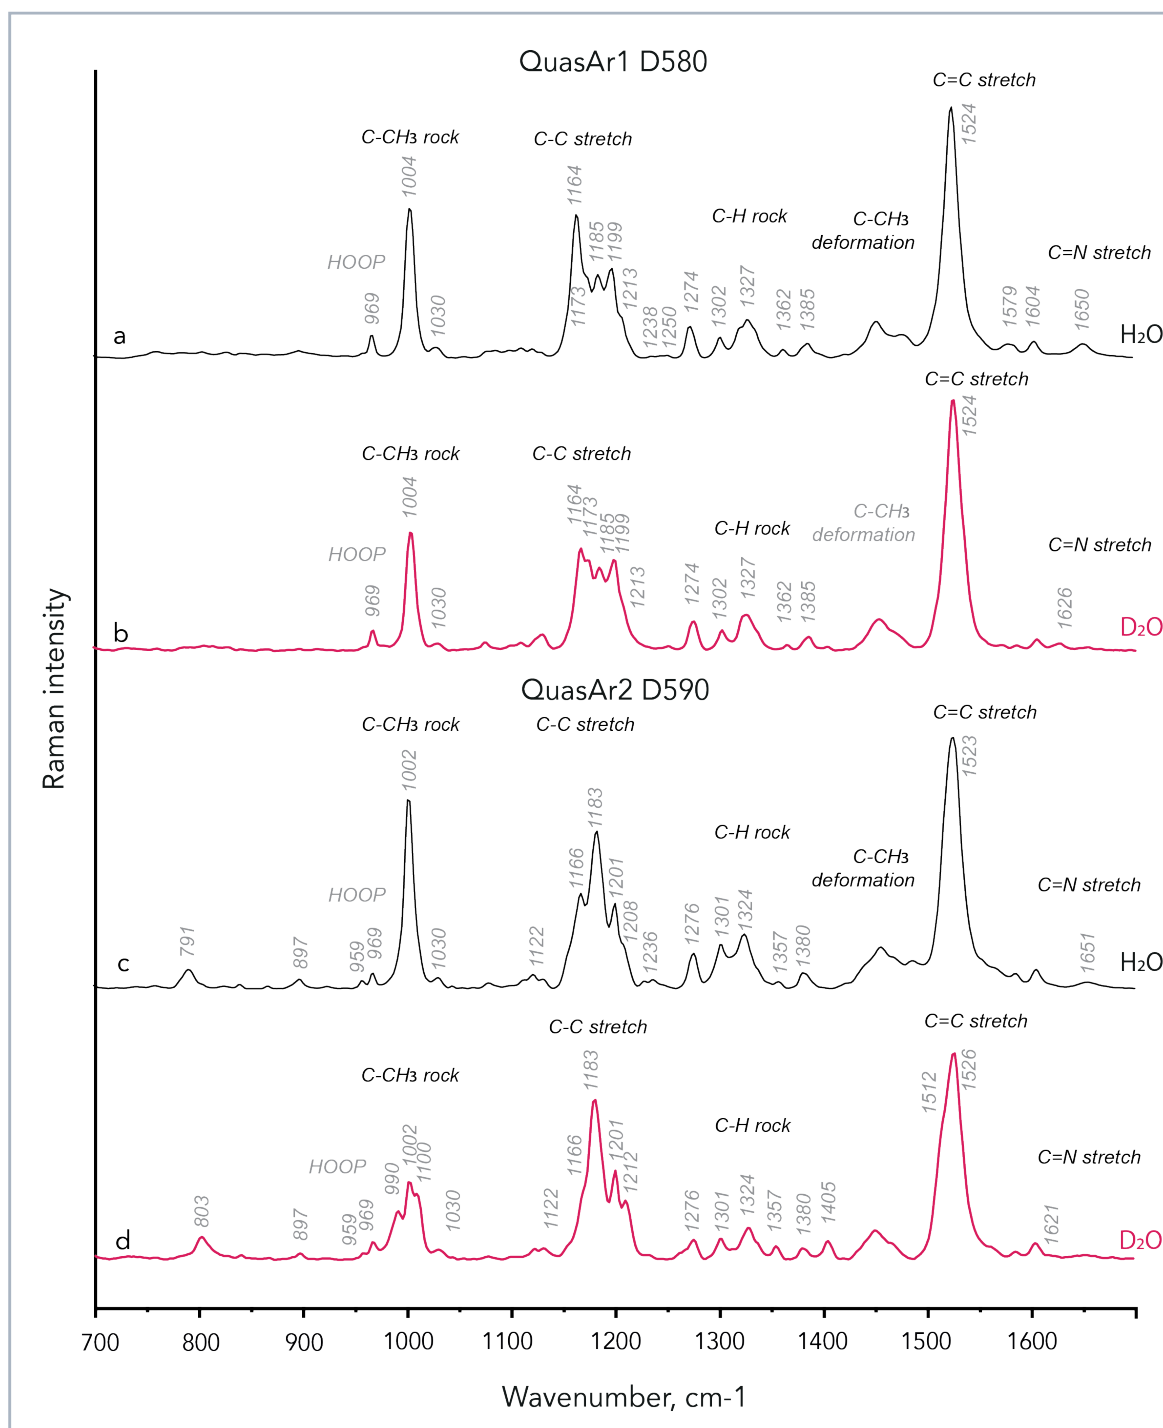 QuasAr1 D580
C=C stretch
1524
C-CH₃ rock
C-C stretch
1004
1164
1185
1199
C-H rock
C-CH₃
deformation
C=N stretch
HOOP
969
1030
1173
1213
1238
1250
1274
1302
1327
1362
1385
1579
1604
1650
a
H₂O
C=C stretch
1524
C-CH₃ rock
C-C stretch
1004
1164
1173
1185
1199
C-H rock
C-CH₃
deformation
C=N stretch
HOOP
969
1030
1213
1274
1302
1327
1362
1385
1626
b
D₂O
QuasAr2 D590
C-CH₃ rock
C-C stretch
C=C stretch
1002
1523
1183
C-H rock
C-CH₃
deformation
C=N stretch
HOOP
791
897
959
969
1030
1122
1166
1201
1208
1236
1276
1301
1324
1357
1380
1651
c
H₂O
C-C stretch
C=C stretch
1183
1512
1526
C-CH₃ rock
C-H rock
C=N stretch
HOOP
803
897
959
969
990
1002
1100
1030
1122
1166
1201
1212
1276
1301
1324
1357
1380
1405
1621
d
D₂O
Raman intensity
700 800 900 1000 1100 1200 1300 1400 1500 1600
Wavenumber, cm-1